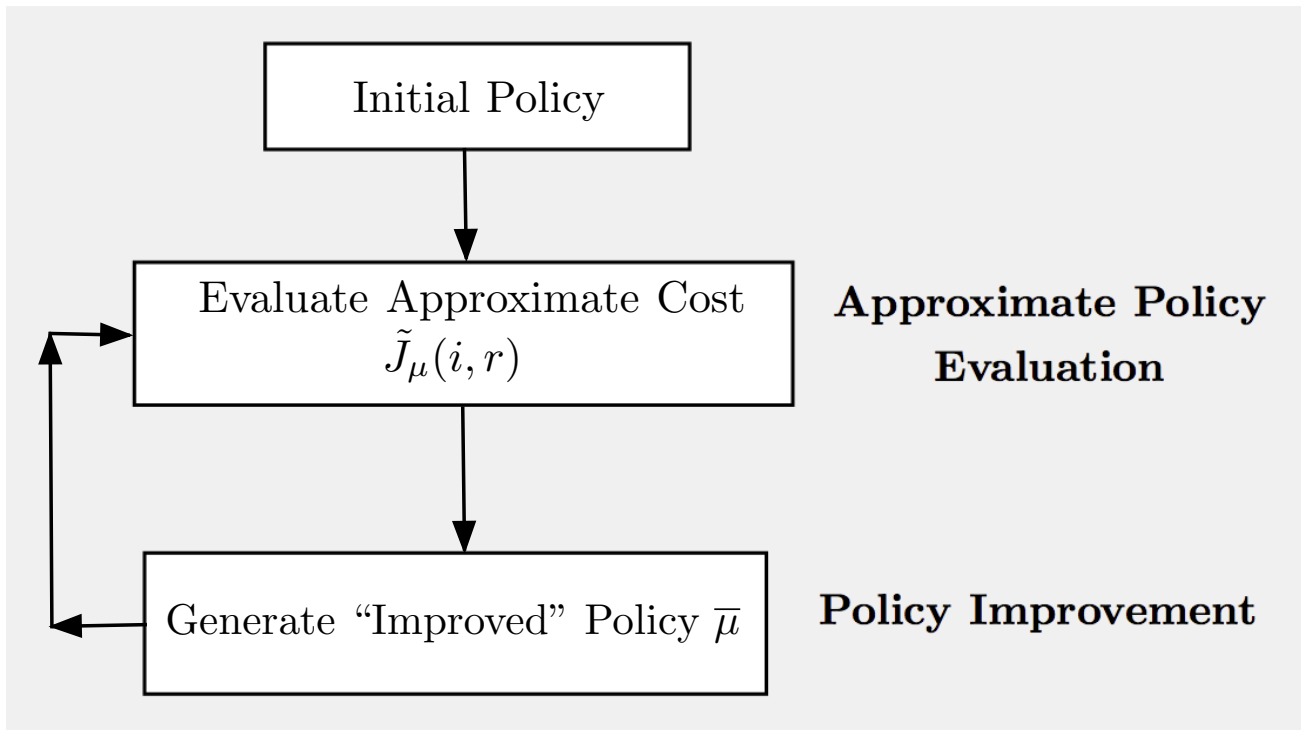 Initial Policy
Evaluate Approximate Cost
J̃μ(i, r)
Approximate Policy
Evaluation
Generate “Improved” Policy μ̅
Policy Improvement